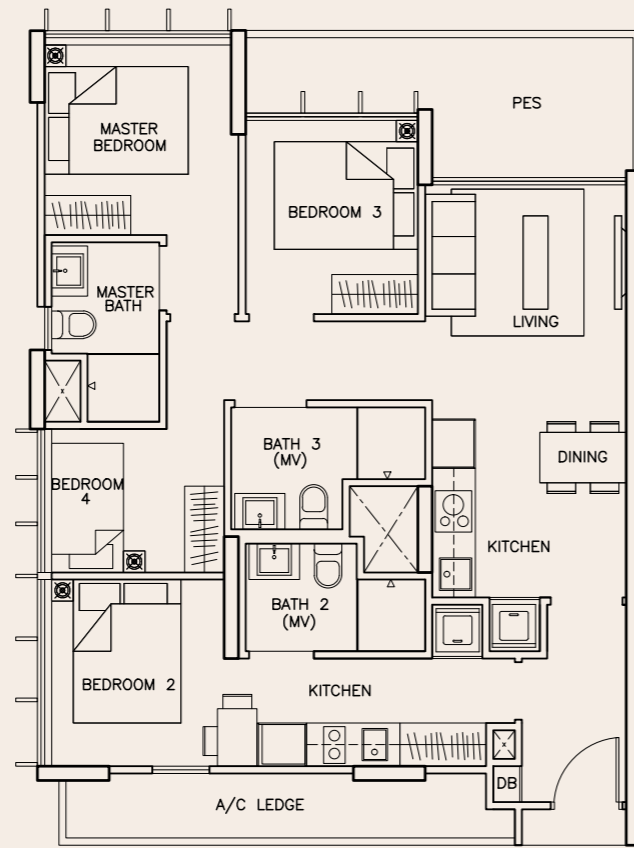 PES
MASTER
BEDROOM
BEDROOM 3
MASTER
BATH
LIVING
BATH 3
(MV)
DINING
BEDROOM
4
KITCHEN
BATH 2
(MV)
BEDROOM 2
KITCHEN
DB
A/C LEDGE